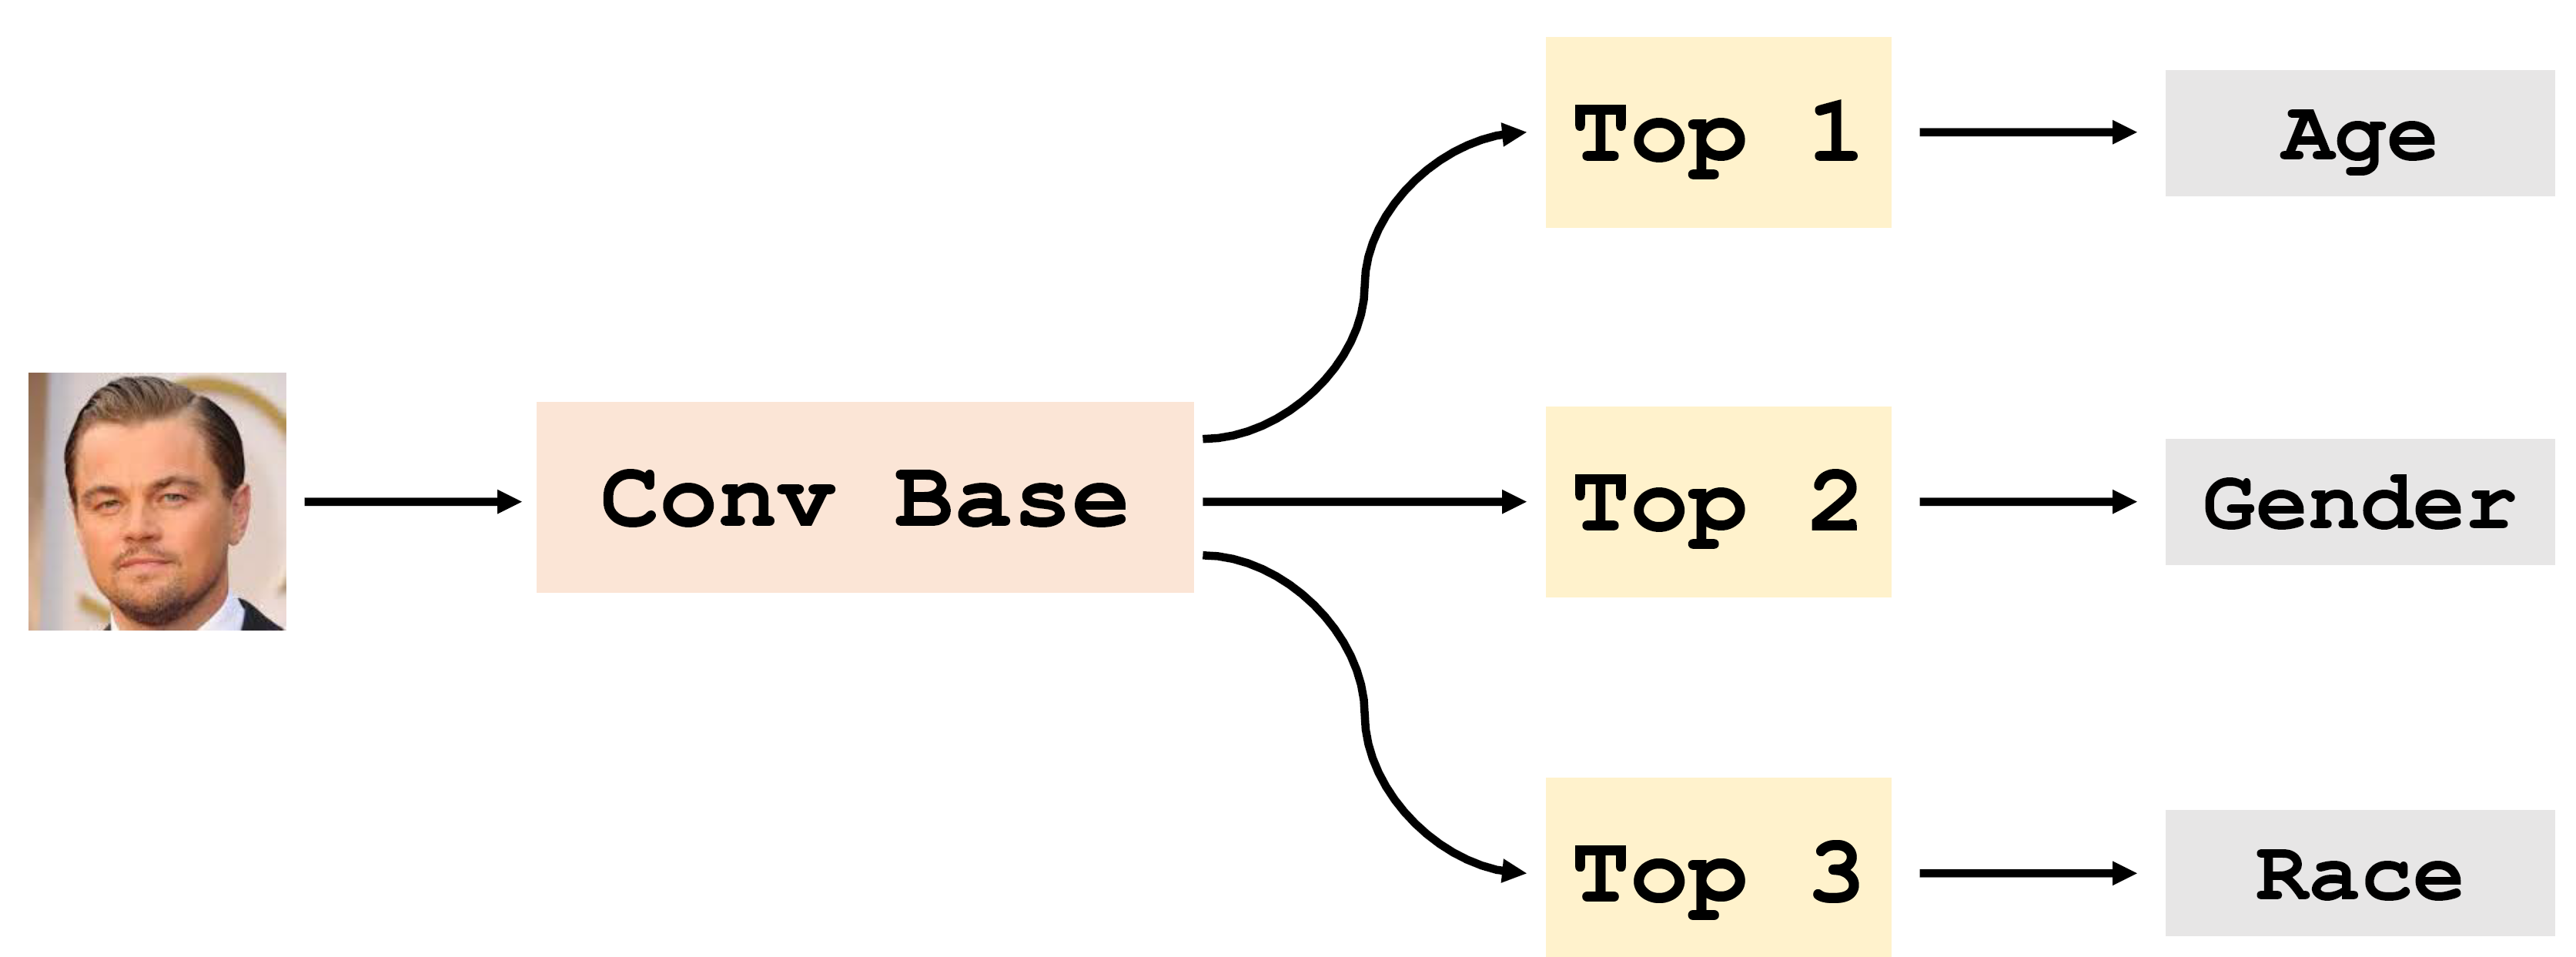 Top 1
Age
Conv Base
Top 2
Gender
Top 3
Race